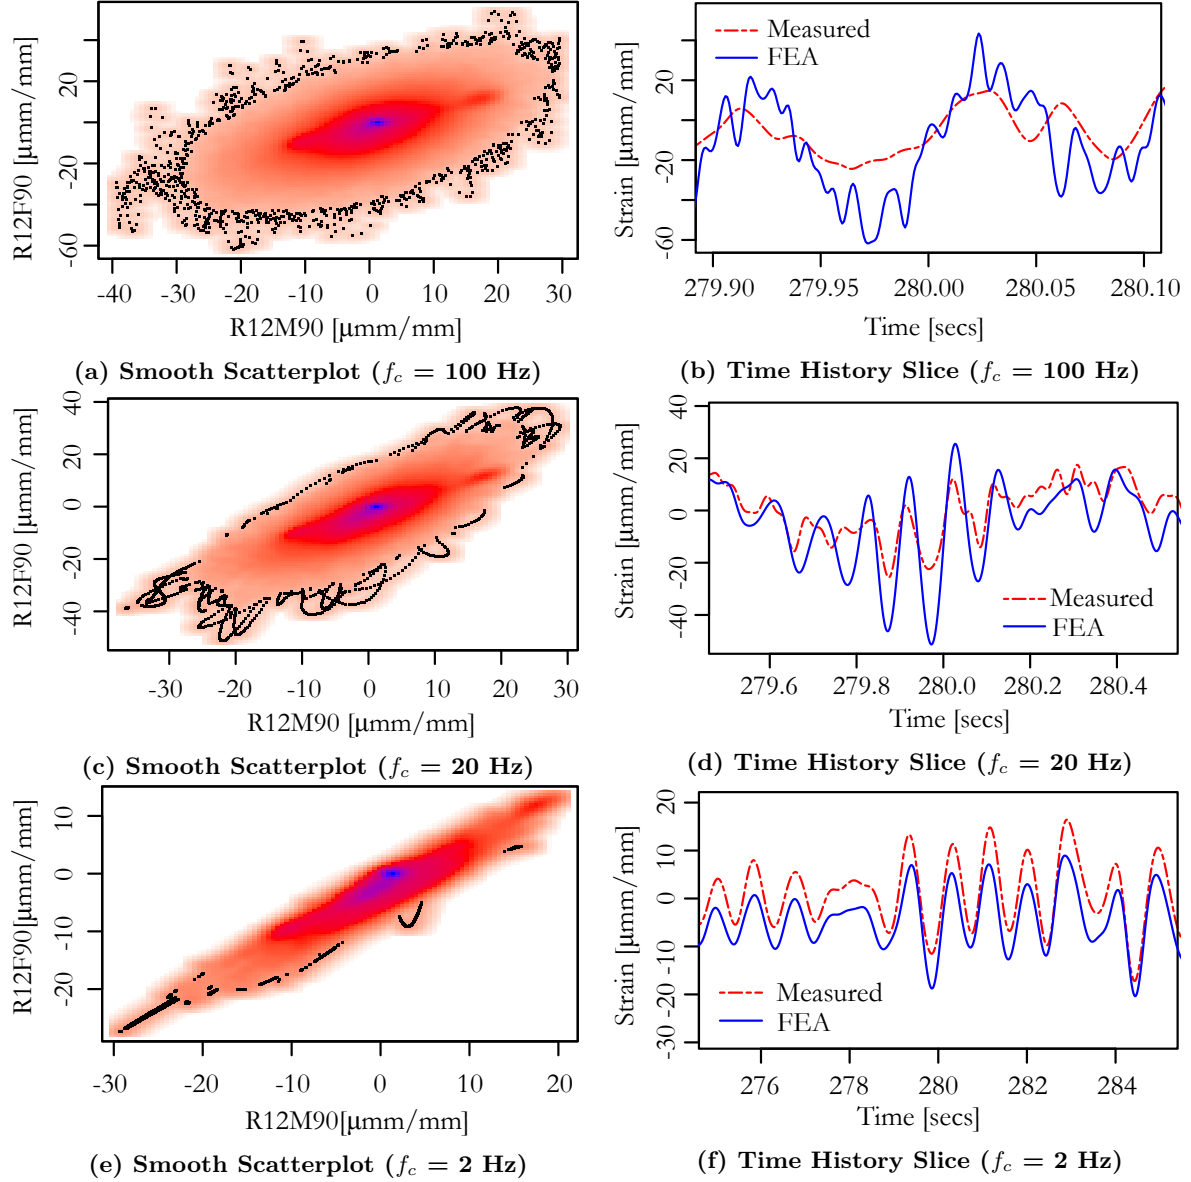 R12F90 [μmm/mm]
20
-20
-60
-40 -30 -20 -10 0 10 20 30
R12M90 [μmm/mm]
(a) Smooth Scatterplot (fc = 100 Hz)
Measured
FEA
Strain [μmm/mm]
20
-20
-60
279.90 279.95 280.00 280.05 280.10
Time [secs]
(b) Time History Slice (fc = 100 Hz)
R12F90 [μmm/mm]
40
20
0
-20
-40
-30 -20 -10 0 10 20 30
R12M90 [μmm/mm]
(c) Smooth Scatterplot (fc = 20 Hz)
Strain [μmm/mm]
40
20
0
-20
-40
Measured
FEA
279.6 279.8 280.0 280.2 280.4
Time [secs]
(d) Time History Slice (fc = 20 Hz)
R12F90[μmm/mm]
10
0
-10
-20
-30 -20 -10 0 10 20
R12M90[μmm/mm]
(e) Smooth Scatterplot (fc = 2 Hz)
Strain [μmm/mm]
20
10
0
-10
-20
-30
Measured
FEA
276 278 280 282 284
Time [secs]
(f) Time History Slice (fc = 2 Hz)